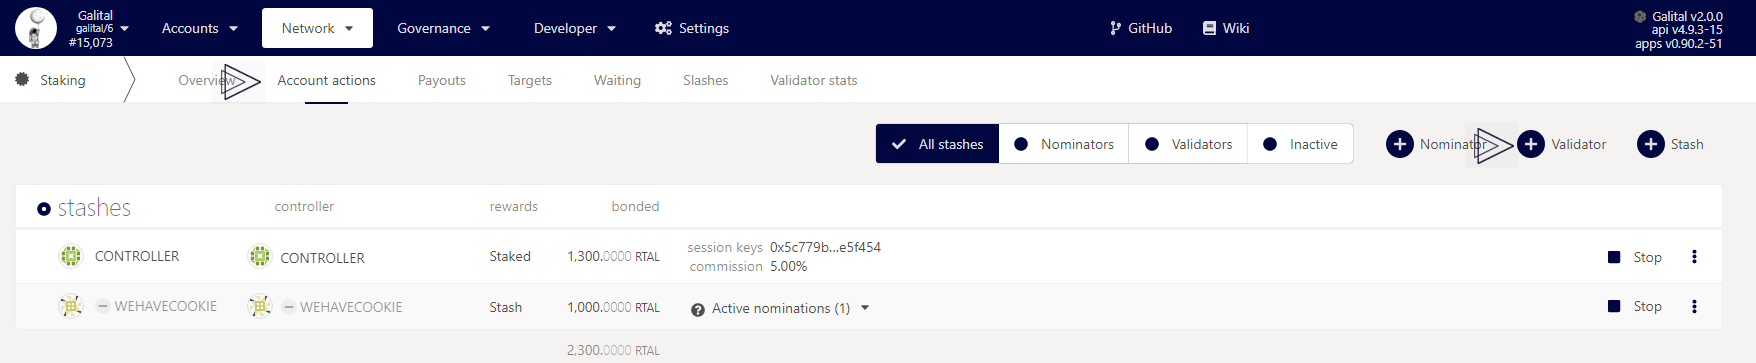 Galital
galital/6
#15,073
Accounts
Network
Governance
Developer
Settings
GitHub
Wiki
Galital v2.0.0
api v4.9.3-15
apps v0.90.2-51
Staking
Overview
Account actions
Payouts
Targets
Waiting
Slashes
Validator stats
All stashes
Nominators
Validators
Inactive
Nominator
Validator
Stash
stashes controller rewards bonded
CONTROLLER CONTROLLER Staked 1,300.0000 RTAL
session keys 0x5c779b...e5f454
commission 5.00%
Stop
WEHAVECOOKIE WEHAVECOOKIE Stash 1,000.0000 RTAL Active nominations (1) Stop
2,300.0000 RTAL